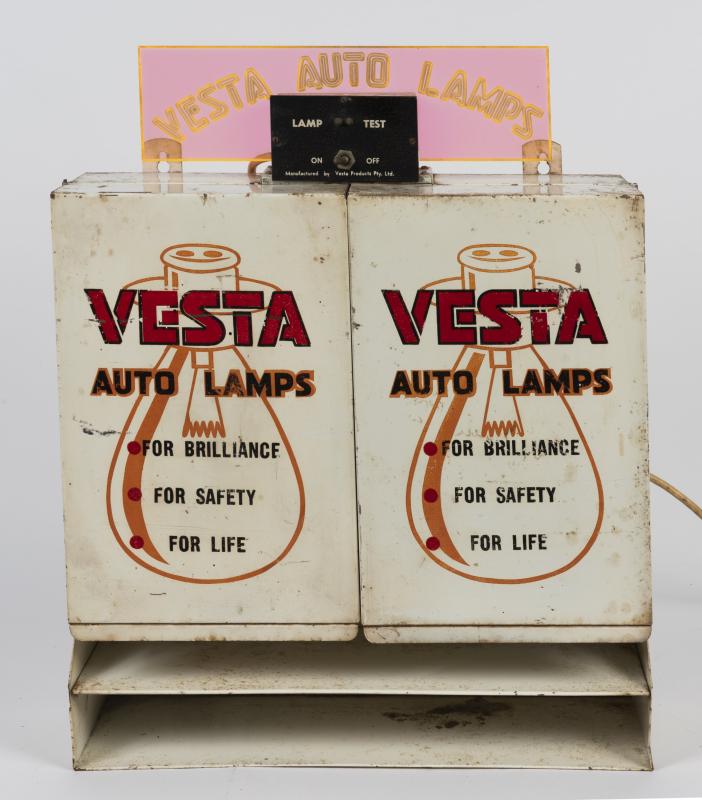 VESTA AUTO LAMPS
LAMP TEST
ON OFF
Manufactured by Vesta Products Pty. Ltd.
VESTA
AUTO LAMPS
FOR BRILLIANCE
FOR SAFETY
FOR LIFE
VESTA
AUTO LAMPS
FOR BRILLIANCE
FOR SAFETY
FOR LIFE